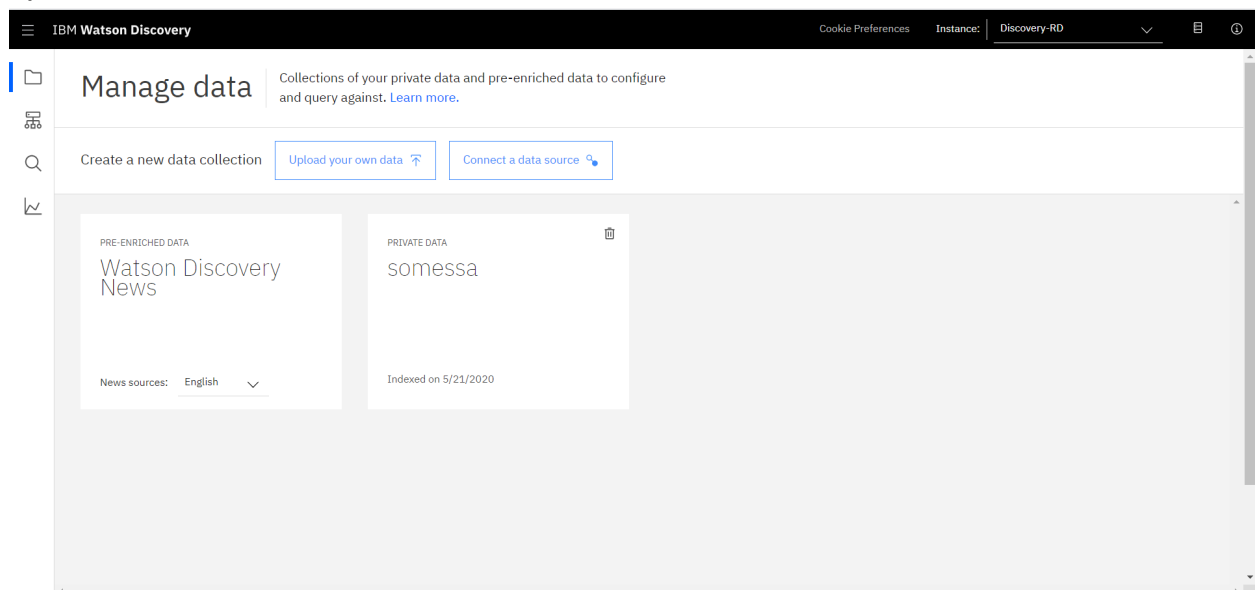 IBM Watson Discovery
Cookie Preferences
Instance:
Discovery-RD
Manage data
Collections of your private data and pre-enriched data to configure
and query against. Learn more.
Create a new data collection
Upload your own data
Connect a data source
PRE-ENRICHED DATA
Watson Discovery
News
News sources:
English
PRIVATE DATA
somessa
Indexed on 5/21/2020